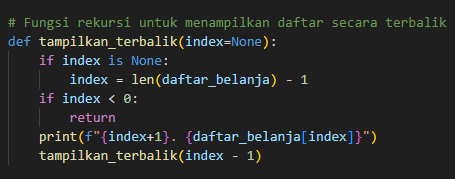 # Fungsi rekursi untuk menampilkan daftar secara terbalik
def tampilkan_terbalik(index=None):
    if index is None:
        index = len(daftar_belanja) - 1
    if index < 0:
        return
    print(f"{index+1}. {daftar_belanja[index]}")
    tampilkan_terbalik(index - 1)